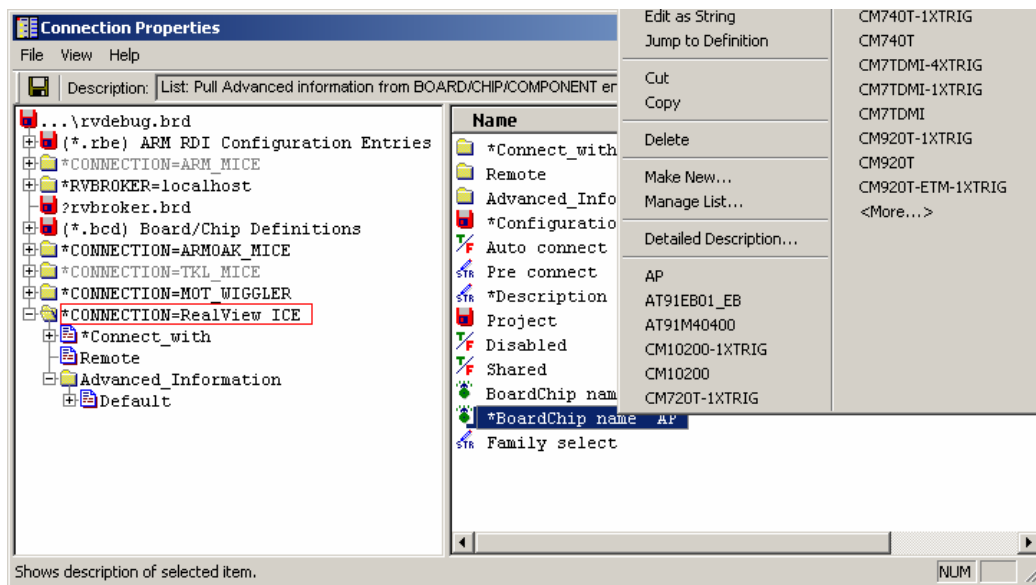 Connection Properties
File View Help
Description: List: Pull Advanced information from BOARD/CHIP/COMPONENT en
...\rvdebug.brd
(*.rbe) ARM RDI Configuration Entries
*CONNECTION=ARM_MICE
*RVBROKER=localhost
?rvbroker.brd
(*.bcd) Board/Chip Definitions
*CONNECTION=ARMOAK_MICE
*CONNECTION=TKL_MICE
*CONNECTION=MOT_WIGGLER
*CONNECTION=RealView ICE
*Connect_with
Remote
Advanced_Information
Default
Name
*Connect_with
Remote
Advanced_Info
*Configuratio
T/F Auto connect
STR Pre connect
STR *Description
Project
T/F Disabled
T/F Shared
BoardChip nam
*BoardChip name AP
STR Family select
Edit as String
Jump to Definition
Cut
Copy
Delete
Make New...
Manage List...
Detailed Description...
AP
AT91EB01_EB
AT91M40400
CM10200-1XTRIG
CM10200
CM720T-1XTRIG
CM740T-1XTRIG
CM740T
CM7TDMI-4XTRIG
CM7TDMI-1XTRIG
CM7TDMI
CM920T-1XTRIG
CM920T
CM920T-ETM-1XTRIG
<More...>
Shows description of selected item.
NUM